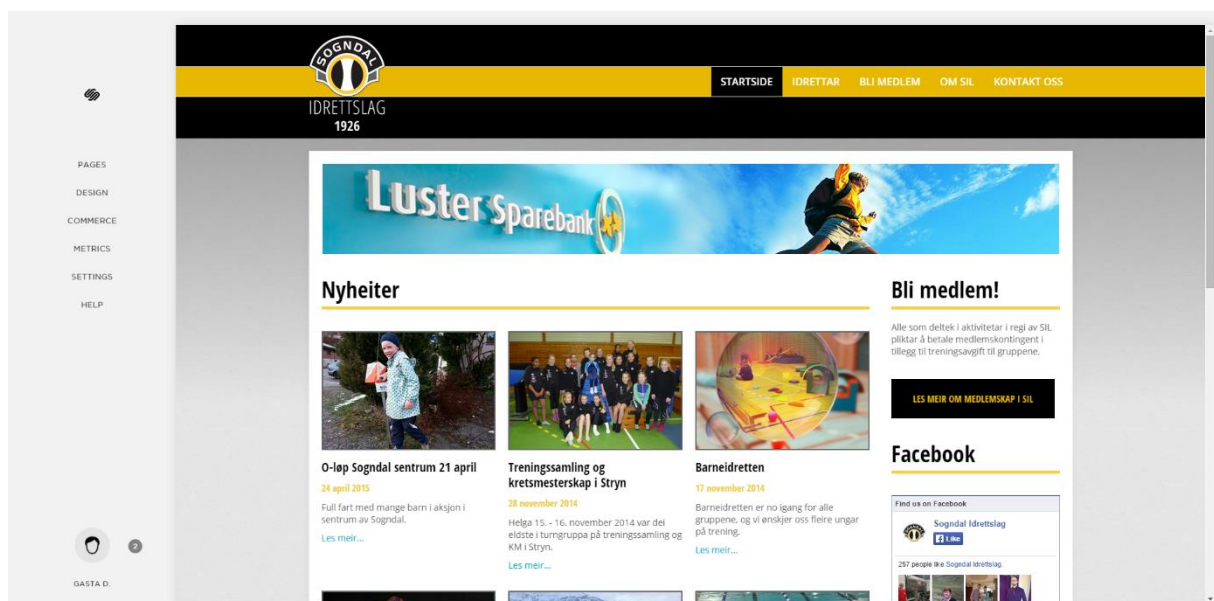 SOGNDAL
IDRETTSLAG
1926
STARTSIDE
IDRETTAR
BLI MEDLEM
OM SIL
KONTAKT OSS
PAGES
DESIGN
COMMERCE
METRICS
SETTINGS
HELP
2
GASTA D.
Luster Sparebank
Nyheiter
O-løp Sogndal sentrum 21 april
24 april 2015
Full fart med mange barn i aksjon i
sentrum av Sogndal.
Les meir...
Treningssamling og
kretsmesterskap i Stryn
28 november 2014
Helga 15. - 16. november 2014 var dei
eldste i turngruppa på treningssamling og
KM i Stryn.
Les meir...
Barneidretten
17 november 2014
Barneidretten er no igang for alle
gruppene, og vi ønskjer oss fleire ungar
på trening.
Les meir...
Bli medlem!
Alle som deltek i aktivitetar i regi av SIL
pliktar å betale medlemskontingent i
tillegg til treningsavgift til gruppene.
LES MEIR OM MEDLEMSKAP I SIL
Facebook
Find us on Facebook
Sogndal Idrettslag
Like
257 people like Sogndal Idrettslag.